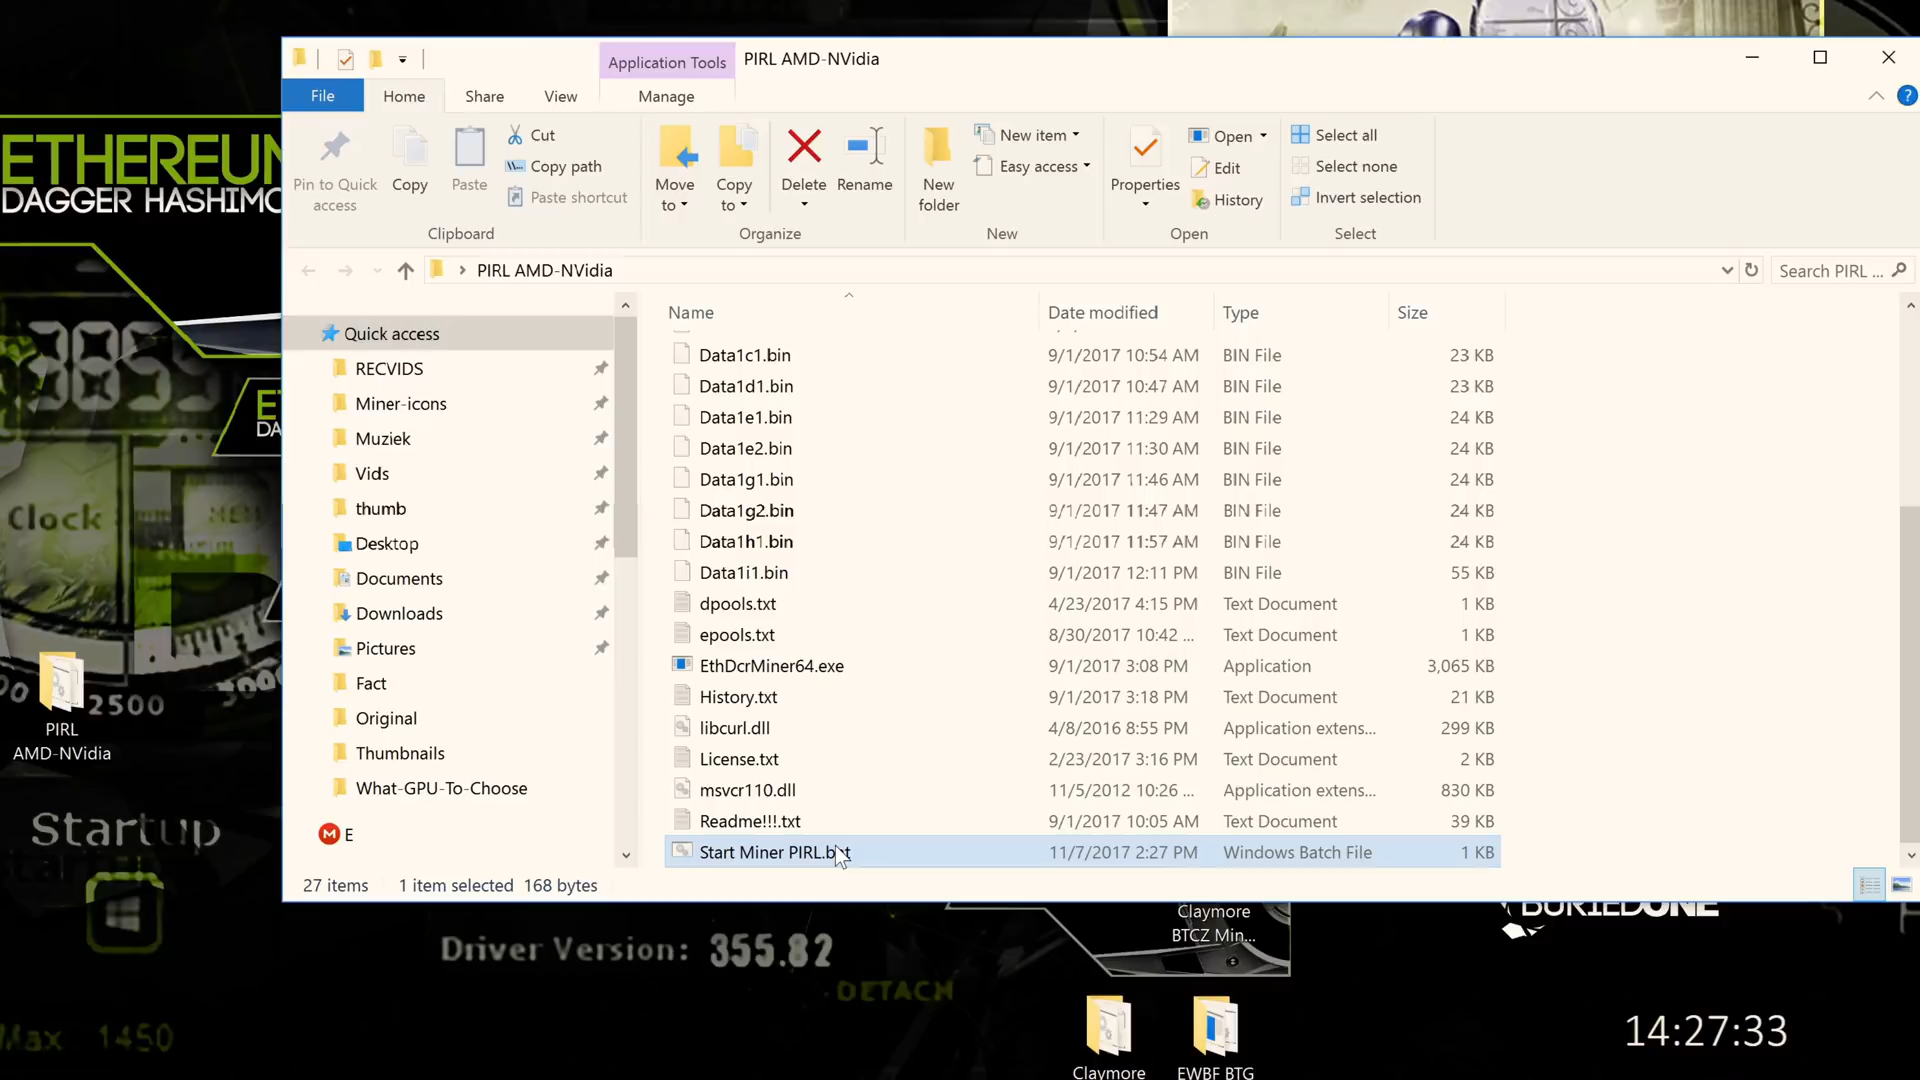 Application Tools
PIRL AMD-NVidia
File
Home
Share
View
Manage
Pin to Quick access
Copy
Paste
Cut
Copy path
Paste shortcut
Clipboard
Move to
Copy to
Delete
Rename
Organize
New folder
New item
Easy access
New
Properties
Open
Edit
History
Open
Select all
Select none
Invert selection
Select
PIRL AMD-NVidia
Search PIRL ...
Quick access
RECVIDS
Miner-icons
Muziek
Vids
thumb
Desktop
Documents
Downloads
Pictures
Fact
Original
Thumbnails
What-GPU-To-Choose
E
Name Date modified Type Size
Data1c1.bin 9/1/2017 10:54 AM BIN File 23 KB
Data1d1.bin 9/1/2017 10:47 AM BIN File 23 KB
Data1e1.bin 9/1/2017 11:29 AM BIN File 24 KB
Data1e2.bin 9/1/2017 11:30 AM BIN File 24 KB
Data1g1.bin 9/1/2017 11:46 AM BIN File 24 KB
Data1g2.bin 9/1/2017 11:47 AM BIN File 24 KB
Data1h1.bin 9/1/2017 11:57 AM BIN File 24 KB
Data1i1.bin 9/1/2017 12:11 PM BIN File 55 KB
dpools.txt 4/23/2017 4:15 PM Text Document 1 KB
epools.txt 8/30/2017 10:42 ... Text Document 1 KB
EthDcrMiner64.exe 9/1/2017 3:08 PM Application 3,065 KB
History.txt 9/1/2017 3:18 PM Text Document 21 KB
libcurl.dll 4/8/2016 8:55 PM Application extens... 299 KB
License.txt 2/23/2017 3:16 PM Text Document 2 KB
msvcr110.dll 11/5/2012 10:26 ... Application extens... 830 KB
Readme!!!.txt 9/1/2017 10:05 AM Text Document 39 KB
Start Miner PIRL.bat 11/7/2017 2:27 PM Windows Batch File 1 KB
27 items 1 item selected 168 bytes
ETHEREUM
DAGGER HASHIMO
3855
Clock
2500
PIRL
AMD-NVidia
Startup
Driver Version: 355.82
DETACH
Max 1450
Claymore
BTCZ Min...
BURIEDONE
Claymore
EWBF BTG
14:27:33